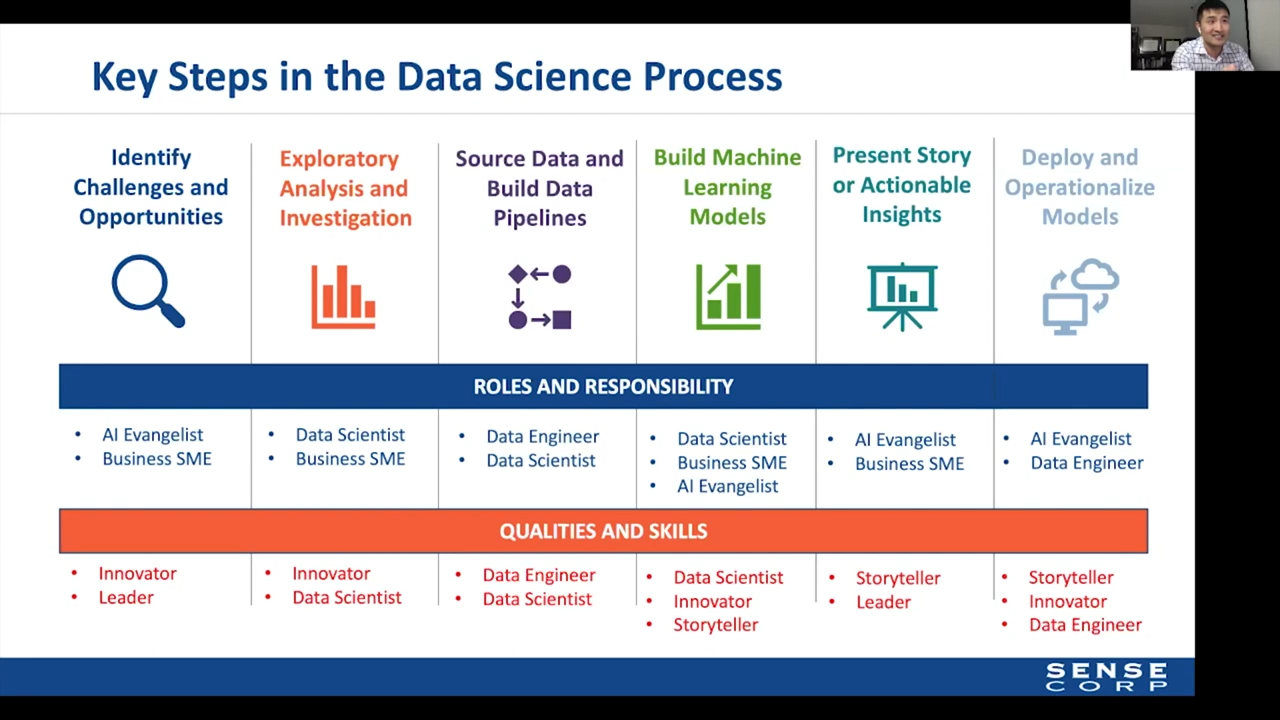 Key Steps in the Data Science Process
Identify
Challenges and
Opportunities
Exploratory
Analysis and
Investigation
Source Data and
Build Data
Pipelines
Build Machine
Learning
Models
Present Story
or Actionable
Insights
Deploy and
Operationalize
Models
ROLES AND RESPONSIBILITY
• AI Evangelist
• Business SME
• Data Scientist
• Business SME
• Data Engineer
• Data Scientist
• Data Scientist
• Business SME
• AI Evangelist
• AI Evangelist
• Business SME
• AI Evangelist
• Data Engineer
QUALITIES AND SKILLS
• Innovator
• Leader
• Innovator
• Data Scientist
• Data Engineer
• Data Scientist
• Data Scientist
• Innovator
• Storyteller
• Storyteller
• Leader
• Storyteller
• Innovator
• Data Engineer
SENSE
CORP